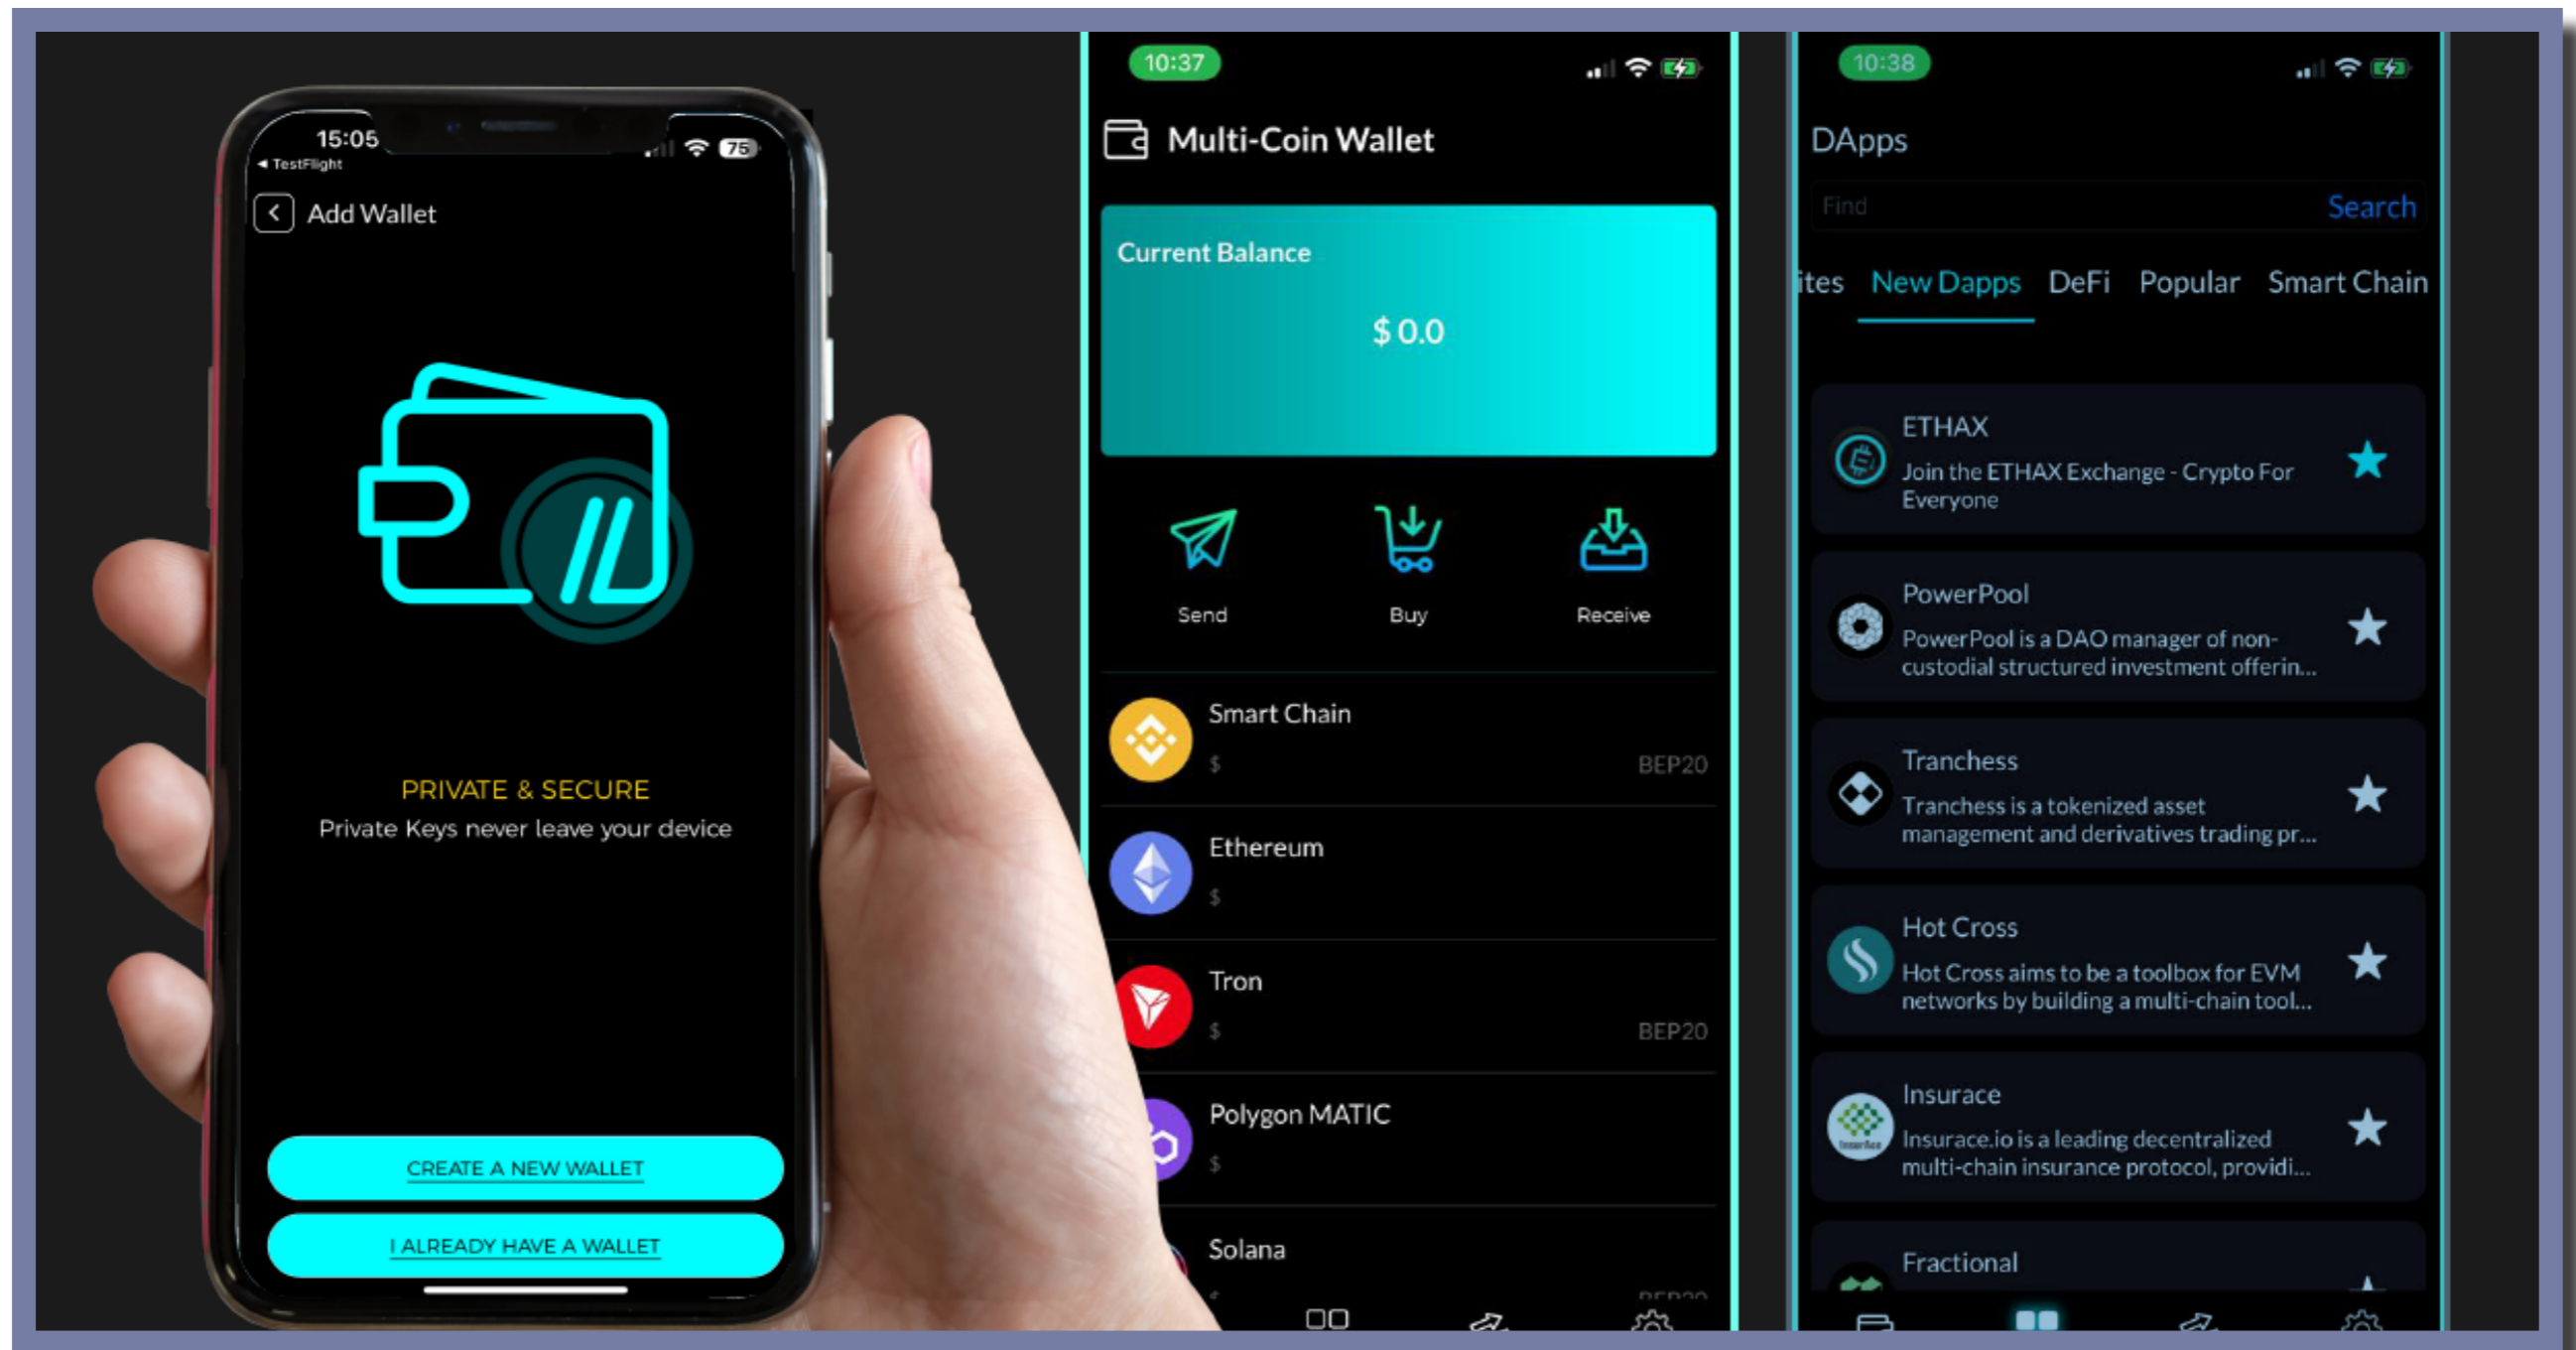 15:05
◂ TestFlight
75
Add Wallet
PRIVATE & SECURE
Private Keys never leave your device
CREATE A NEW WALLET
I ALREADY HAVE A WALLET
10:37
Multi-Coin Wallet
Current Balance
$ 0.0
Send
Buy
Receive
Smart Chain
$
BEP20
Ethereum
$
Tron
$
BEP20
Polygon MATIC
$
Solana
BEP20
10:38
DApps
Find
Search
ites
New Dapps
DeFi
Popular
Smart Chain
ETHAX
Join the ETHAX Exchange - Crypto For
Everyone
PowerPool
PowerPool is a DAO manager of non-
custodial structured investment offerin...
Tranchess
Tranchess is a tokenized asset
management and derivatives trading pr...
Hot Cross
Hot Cross aims to be a toolbox for EVM
networks by building a multi-chain tool...
Insurace
InsurAce
Insurace.io is a leading decentralized
multi-chain insurance protocol, providi...
Fractional